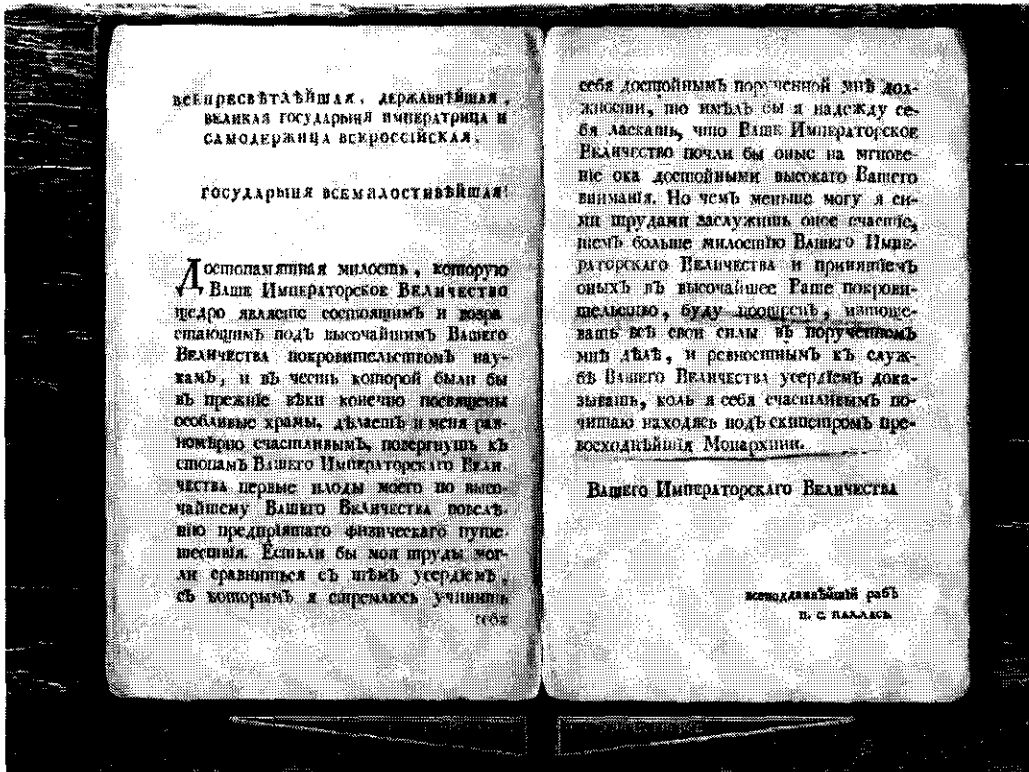 ВСЕПРЕСВѢТЛѢЙШАЯ, ДЕРЖАВНѢЙШАЯ,
ВЕЛИКАЯ ГОСУДАРЫНЯ ИМПЕРАТРИЦА И
САМОДЕРЖИЦА ВСЕРОССІЙСКАЯ,
ГОСУДАРЫНЯ ВСЕМИЛОСТИВѢЙШАЯ!
Достопамятная милость, которую
Ваше Императорское Величество
щедро являете состоящимъ и возра
стающимъ подъ высочайшимъ Вашего
Величества покровительствомъ нау-
камъ, и въ честь которой были бы
въ прежніе вѣки конечно посвящены
особливые храмы, дѣлаетъ и меня рав-
номѣрно счастливымъ, повергнуть къ
стопамъ Вашего Императорскаго Вели-
чества первые плоды моего по высо-
чайшему Вашего Величества повелѣ-
нію предпріятаго физическаго путе-
шествія. Естьли бы мои труды мог-
ли сравниться съ тѣмъ усердіемъ,
съ которымъ я стремлюсь учинить
себя
себя достойнымъ порученной мнѣ дол-
жности, то имѣлъ бы я надежду се-
бя ласкать, что Ваше Императорское
Величество почли бы оные на мгнове-
ніе ока достойными высокаго Вашего
вниманія. Но чемъ меньше могу я си-
ми трудами заслужить оное счастіе,
тѣмъ больше милостію Вашего Импе-
раторскаго Величества и принятіемъ
оныхъ въ высочайшее Ваше покрови-
тельство, буду поощренъ, истоще-
вать всѣ свои силы въ порученномъ
мнѣ дѣлѣ, и ревностнымъ къ служ-
бѣ Вашего Величества усердіемъ дока-
зывать, коль я себя счастливымъ по-
читаю находясь подъ скипетромъ пре-
восходнѣйшія Монархини.
Вашего Императорскаго Величества
всеподданнѣйшій рабъ
П. С. ПАЛЛАСЪ